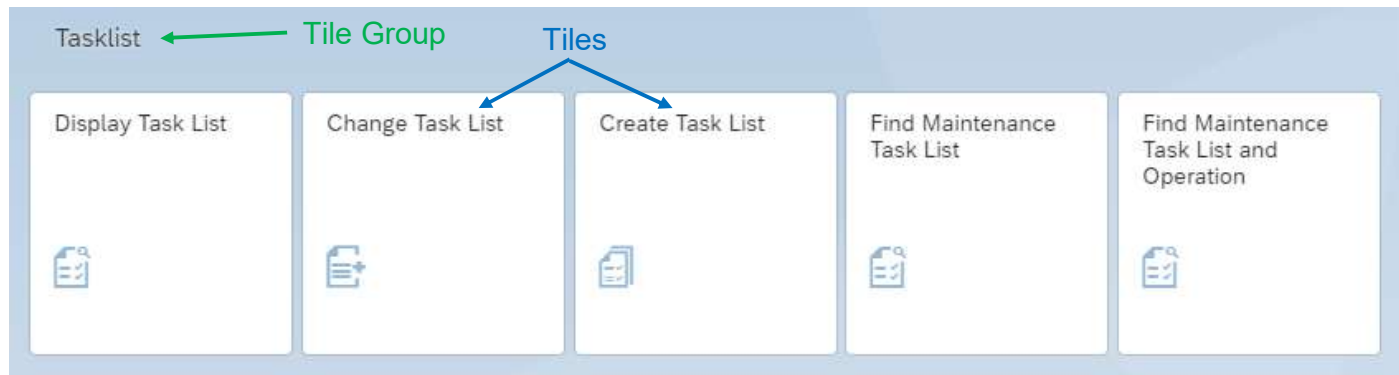 Tasklist
Tile Group
Tiles
Display Task List
Change Task List
Create Task List
Find Maintenance
Task List
Find Maintenance
Task List and
Operation